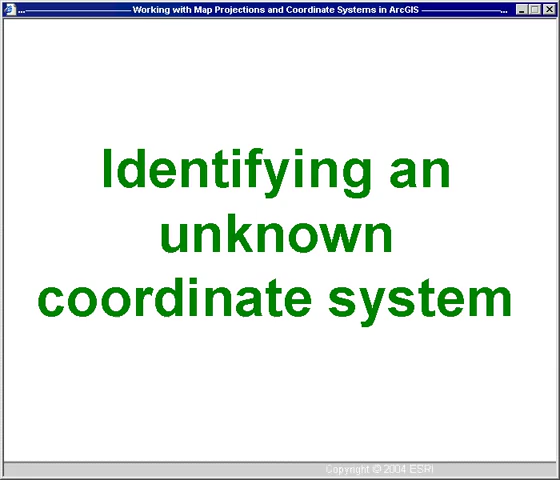 Working with Map Projections and Coordinate Systems in ArcGIS
Identifying an
unknown
coordinate system
Copyright © 2004 ESRI